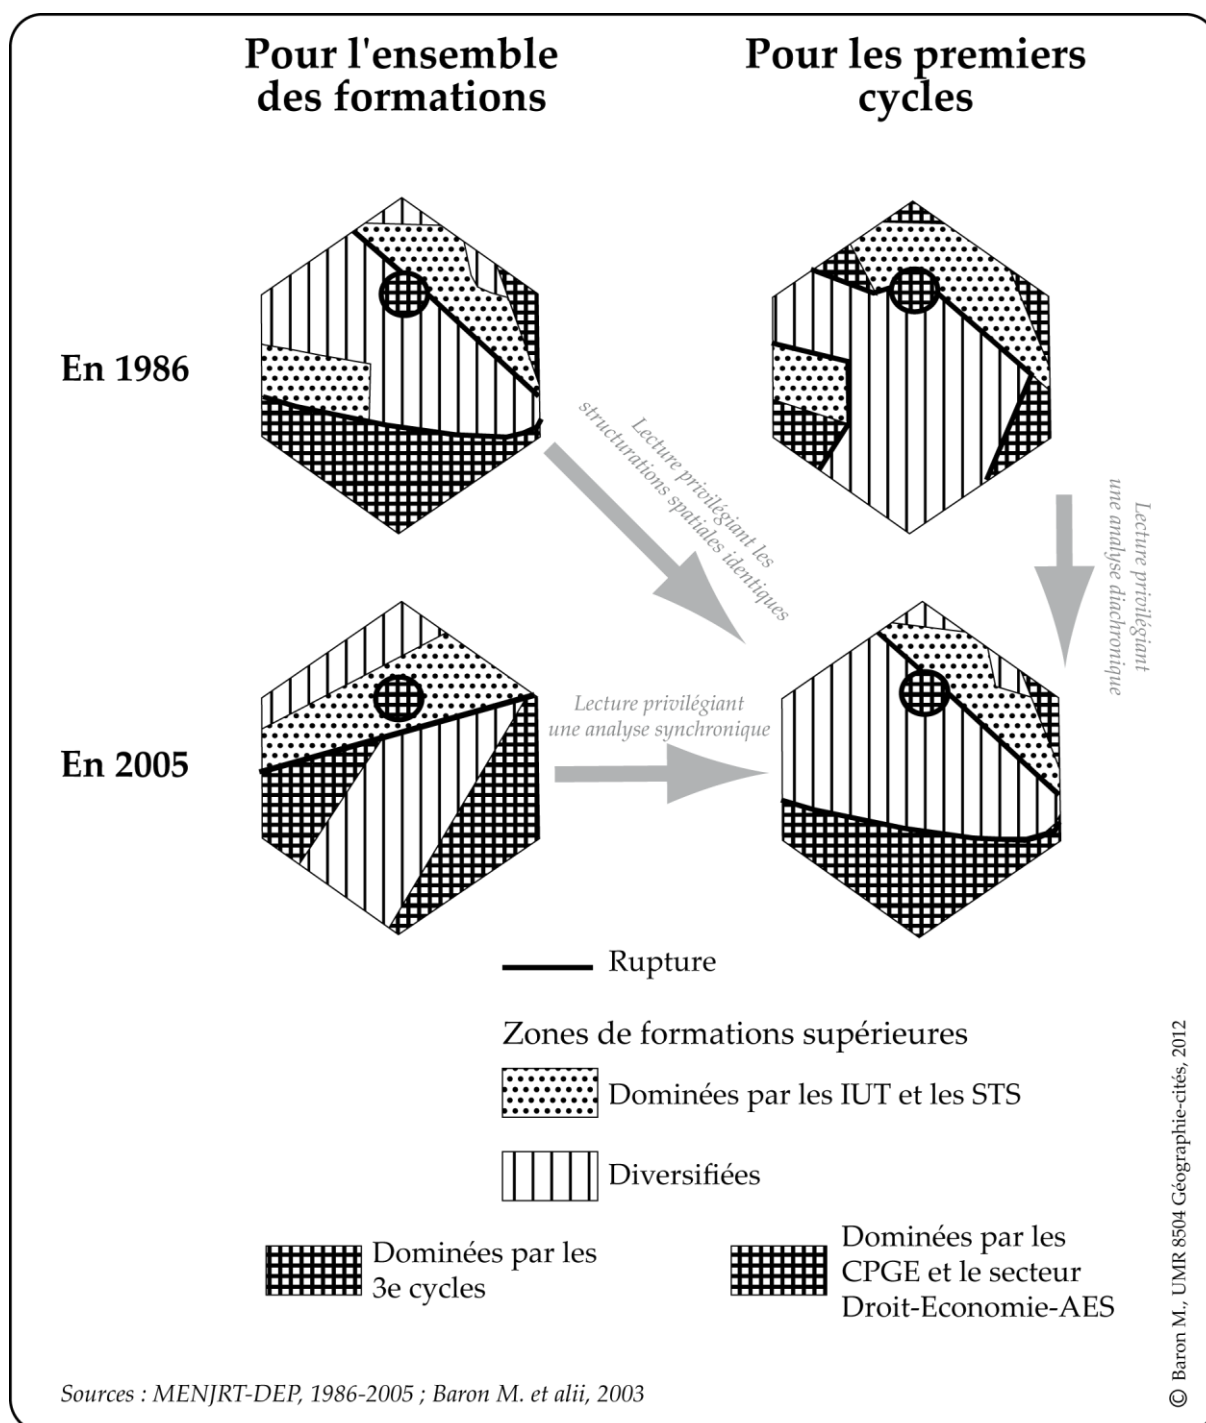 Pour l'ensemble
des formations
Pour les premiers
cycles
En 1986
Lecture privilégiant les
structurations spatiales identiques
Lecture privilégiant
une analyse diachronique
En 2005
Lecture privilégiant
une analyse synchronique
Rupture
Zones de formations supérieures
Dominées par les IUT et les STS
Diversifiées
Dominées par les
3e cycles
Dominées par les
CPGE et le secteur
Droit-Economie-AES
Sources : MENJRT-DEP, 1986-2005 ; Baron M. et alii, 2003
© Baron M., UMR 8504 Géographie-cités, 2012